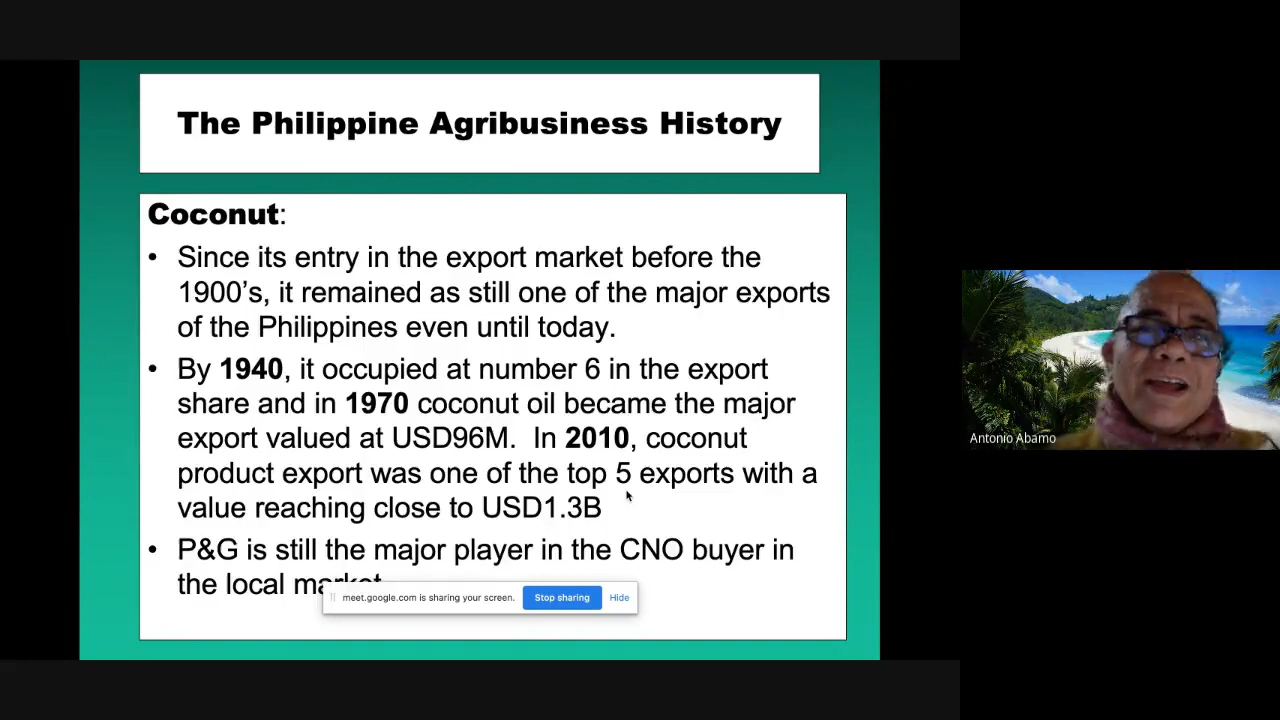 The Philippine Agribusiness History
Coconut:
• Since its entry in the export market before the
1900's, it remained as still one of the major exports
of the Philippines even until today.
• By 1940, it occupied at number 6 in the export
share and in 1970 coconut oil became the major
export valued at USD96M.  In 2010, coconut
product export was one of the top 5 exports with a
value reaching close to USD1.3B
• P&G is still the major player in the CNO buyer in
the local market
meet.google.com is sharing your screen.
Stop sharing
Hide
Antonio Abamo